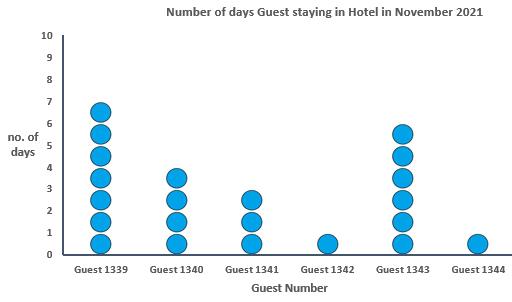 Number of days Guest staying in Hotel in November 2021
10
9
8
7
6
5
4
3
2
1
0
no. of
days
Guest 1339 Guest 1340 Guest 1341 Guest 1342 Guest 1343 Guest 1344
Guest Number